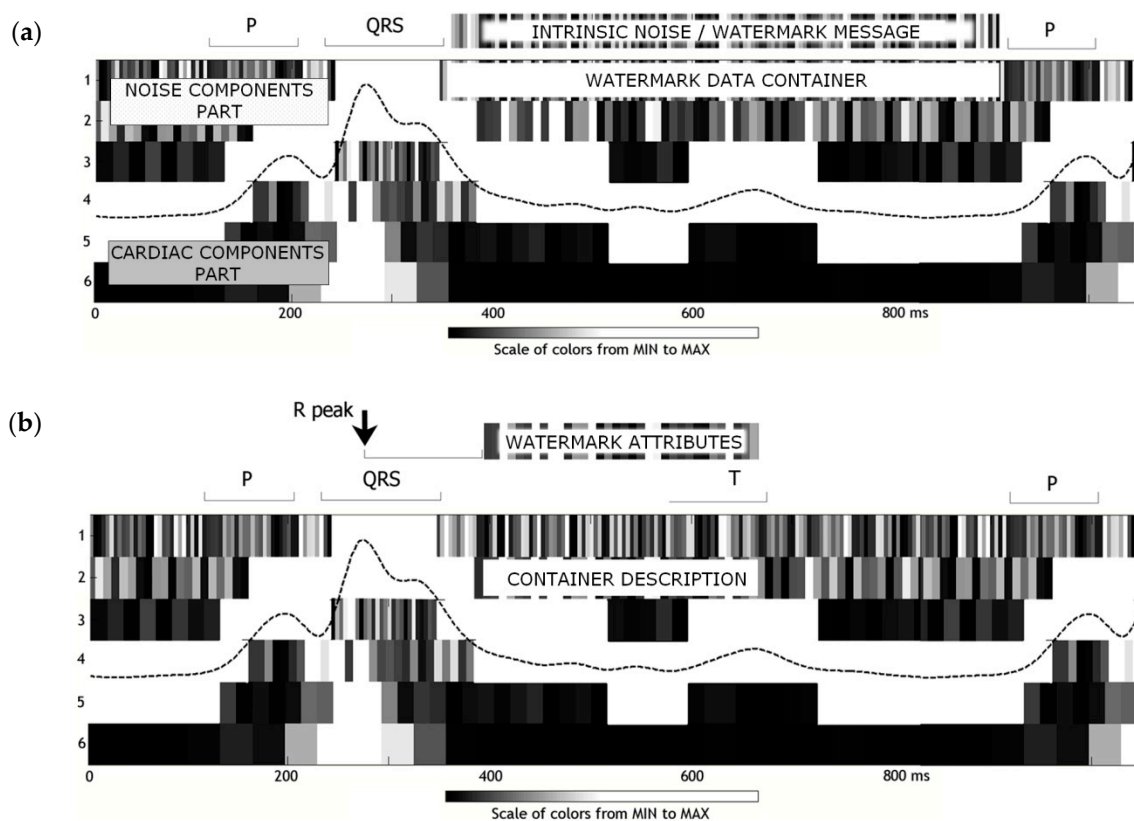 (a)
P QRS INTRINSIC NOISE / WATERMARK MESSAGE P
1 NOISE COMPONENTS WATERMARK DATA CONTAINER
PART
2
3
4
5 CARDIAC COMPONENTS
PART
6
0 200 400 600 800 ms
Scale of colors from MIN to MAX
(b)
R peak
WATERMARK ATTRIBUTES
P QRS T P
1
2 CONTAINER DESCRIPTION
3
4
5
6
0 200 400 600 800 ms
Scale of colors from MIN to MAX